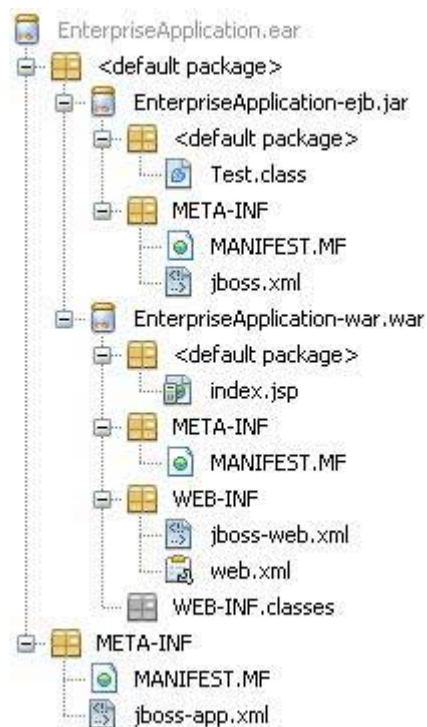 EnterpriseApplication.ear
<default package>
EnterpriseApplication-ejb.jar
<default package>
Test.class
META-INF
MANIFEST.MF
jboss.xml
EnterpriseApplication-war.war
<default package>
index.jsp
META-INF
MANIFEST.MF
WEB-INF
jboss-web.xml
web.xml
WEB-INF.classes
META-INF
MANIFEST.MF
jboss-app.xml